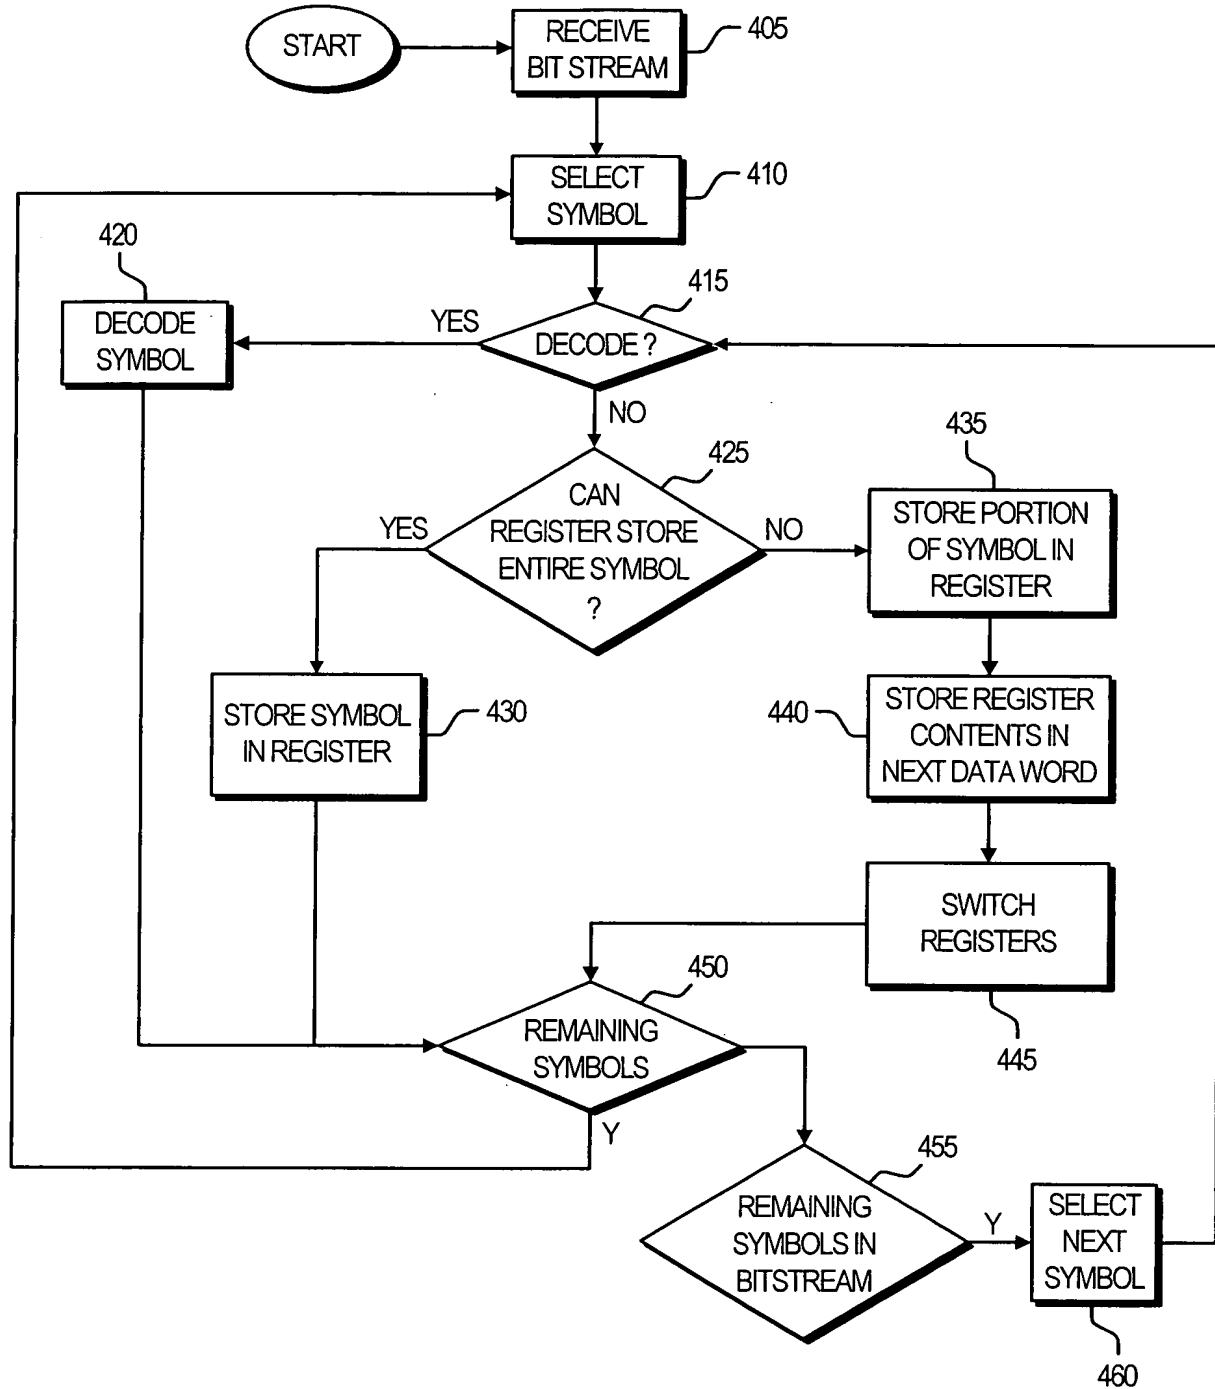 START
RECEIVE
BIT STREAM
405
SELECT
SYMBOL
410
420
415
DECODE
SYMBOL
YES
DECODE ?
NO
425
435
CAN
REGISTER STORE
ENTIRE SYMBOL
?
YES
NO
STORE PORTION
OF SYMBOL IN
REGISTER
STORE SYMBOL
IN REGISTER
430
440
STORE REGISTER
CONTENTS IN
NEXT DATA WORD
SWITCH
REGISTERS
445
450
REMAINING
SYMBOLS
Y
455
REMAINING
SYMBOLS IN
BITSTREAM
Y
SELECT
NEXT
SYMBOL
460